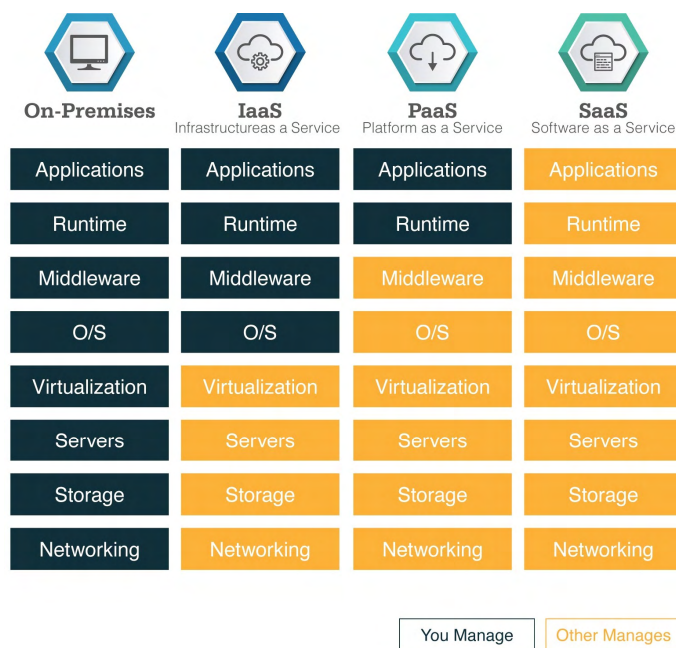 On-Premises IaaS PaaS SaaS
Infrastructureas a Service Platform as a Service Software as a Service
Applications Applications Applications Applications
Runtime Runtime Runtime Runtime
Middleware Middleware Middleware Middleware
O/S O/S O/S O/S
Virtualization Virtualization Virtualization Virtualization
Servers Servers Servers Servers
Storage Storage Storage Storage
Networking Networking Networking Networking
You Manage Other Manages